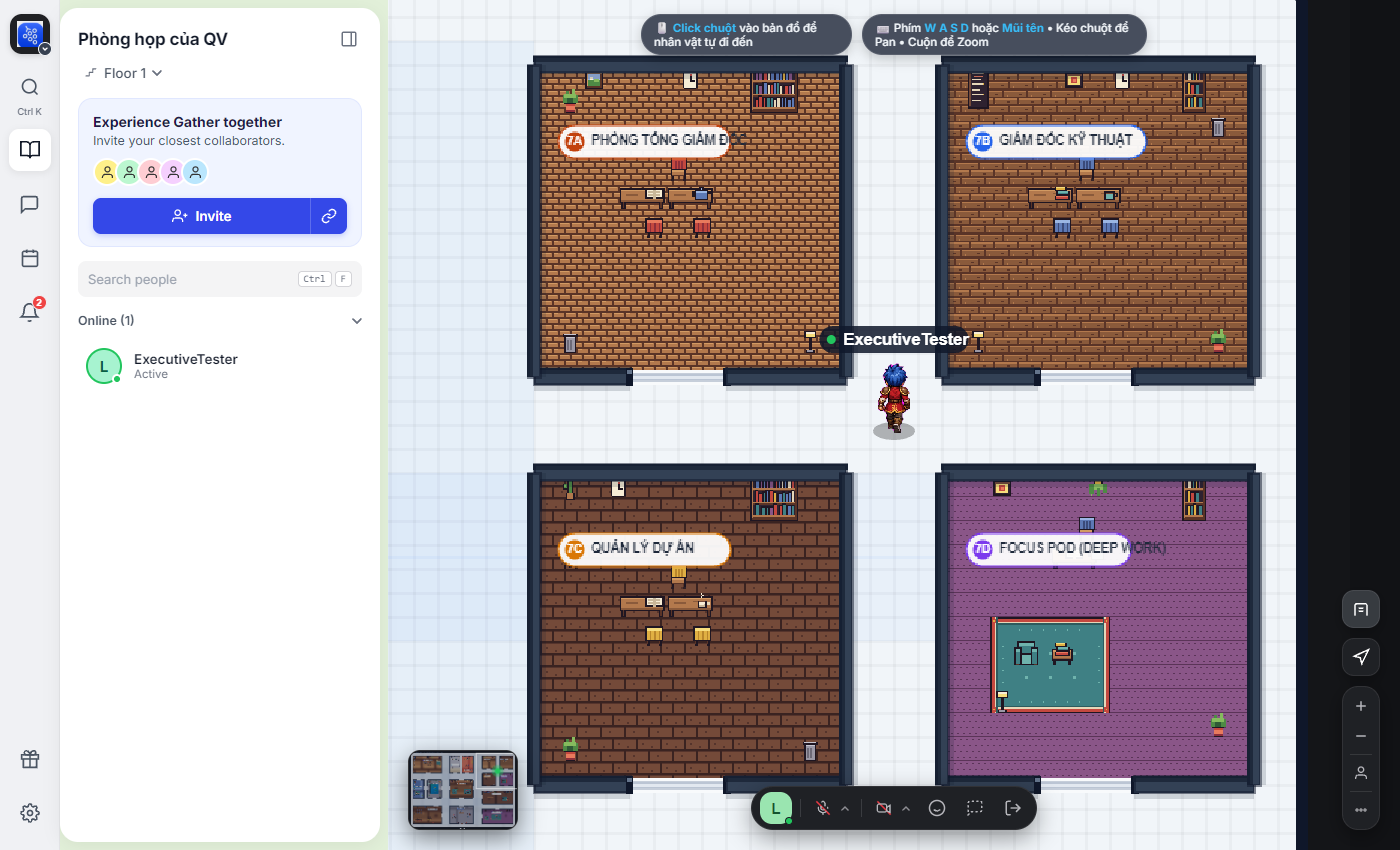 Phòng họp của QV
Floor 1
Ctrl K
Experience Gather together
Invite your closest collaborators.
Invite
Search people
Ctrl F
Online (1)
L
ExecutiveTester
Active
2
Click chuột vào bản đồ để
nhân vật tự đi đến
Phím W A S D hoặc Mũi tên • Kéo chuột để
Pan • Cuộn để Zoom
7A PHÒNG TỔNG GIÁM ĐỐC
7B GIÁM ĐỐC KỸ THUẬT
ExecutiveTester
7C QUẢN LÝ DỰ ÁN
7D FOCUS POD (DEEP WORK)
L